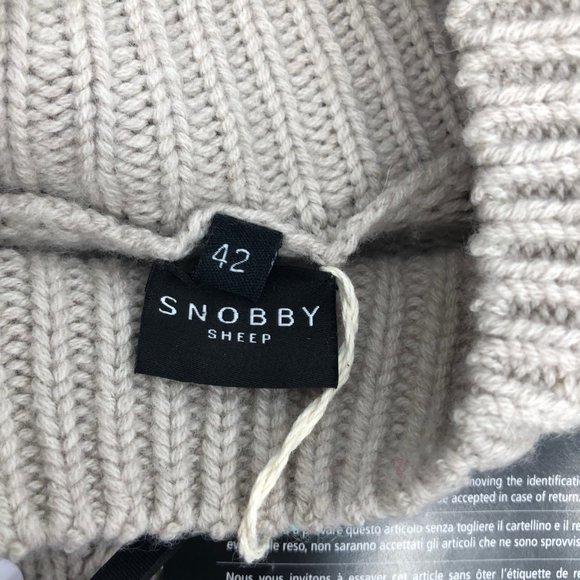 42
SNOBBY
SHEEP
moving the identificati
accepted in case of return.
questo articolo senza togliere il cartellino e il re
reso, non saranno accettati gli articoli che ne sono sprovvis
Nous vous invitons à essayer cet article sans ôter l'étiquette de r